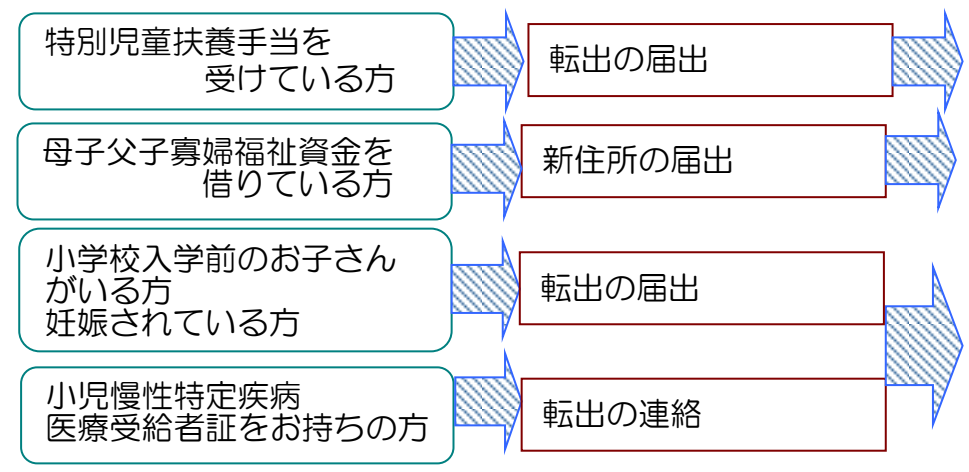 特別児童扶養手当を
受けている方
転出の届出
母子父子寡婦福祉資金を
借りている方
新住所の届出
小学校入学前のお子さん
がいる方
妊娠されている方
転出の届出
小児慢性特定疾病
医療受給者証をお持ちの方
転出の連絡